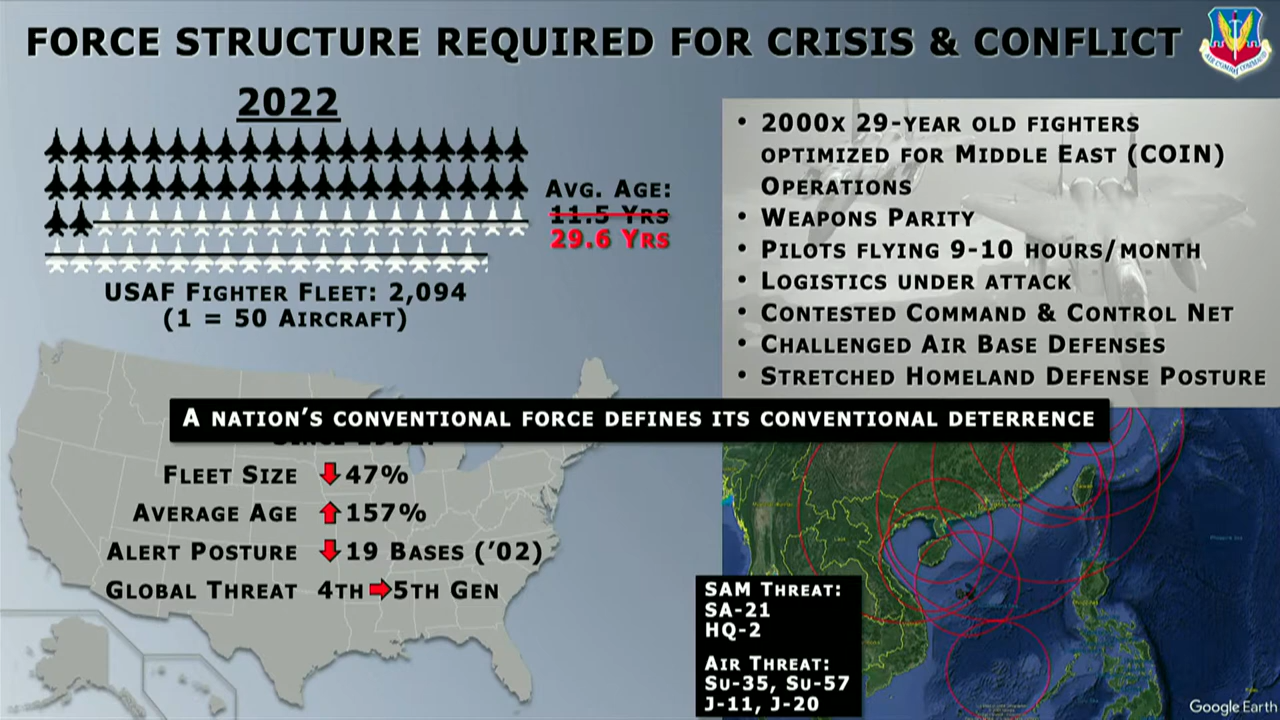 FORCE STRUCTURE REQUIRED FOR CRISIS & CONFLICT
AIR COMBAT COMMAND
2022
AVG. AGE:
11.5 YRS
29.6 YRS
USAF FIGHTER FLEET: 2,094
(1 = 50 AIRCRAFT)
• 2000X 29-YEAR OLD FIGHTERS
OPTIMIZED FOR MIDDLE EAST (COIN)
OPERATIONS
• WEAPONS PARITY
• PILOTS FLYING 9-10 HOURS/MONTH
• LOGISTICS UNDER ATTACK
• CONTESTED COMMAND & CONTROL NET
• CHALLENGED AIR BASE DEFENSES
• STRETCHED HOMELAND DEFENSE POSTURE
A NATION'S CONVENTIONAL FORCE DEFINES ITS CONVENTIONAL DETERRENCE
FLEET SIZE 47%
AVERAGE AGE 157%
ALERT POSTURE 19 BASES ('02)
GLOBAL THREAT 4TH 5TH GEN
SAM THREAT:
SA-21
HQ-2
AIR THREAT:
SU-35, SU-57
J-11, J-20
Google Earth